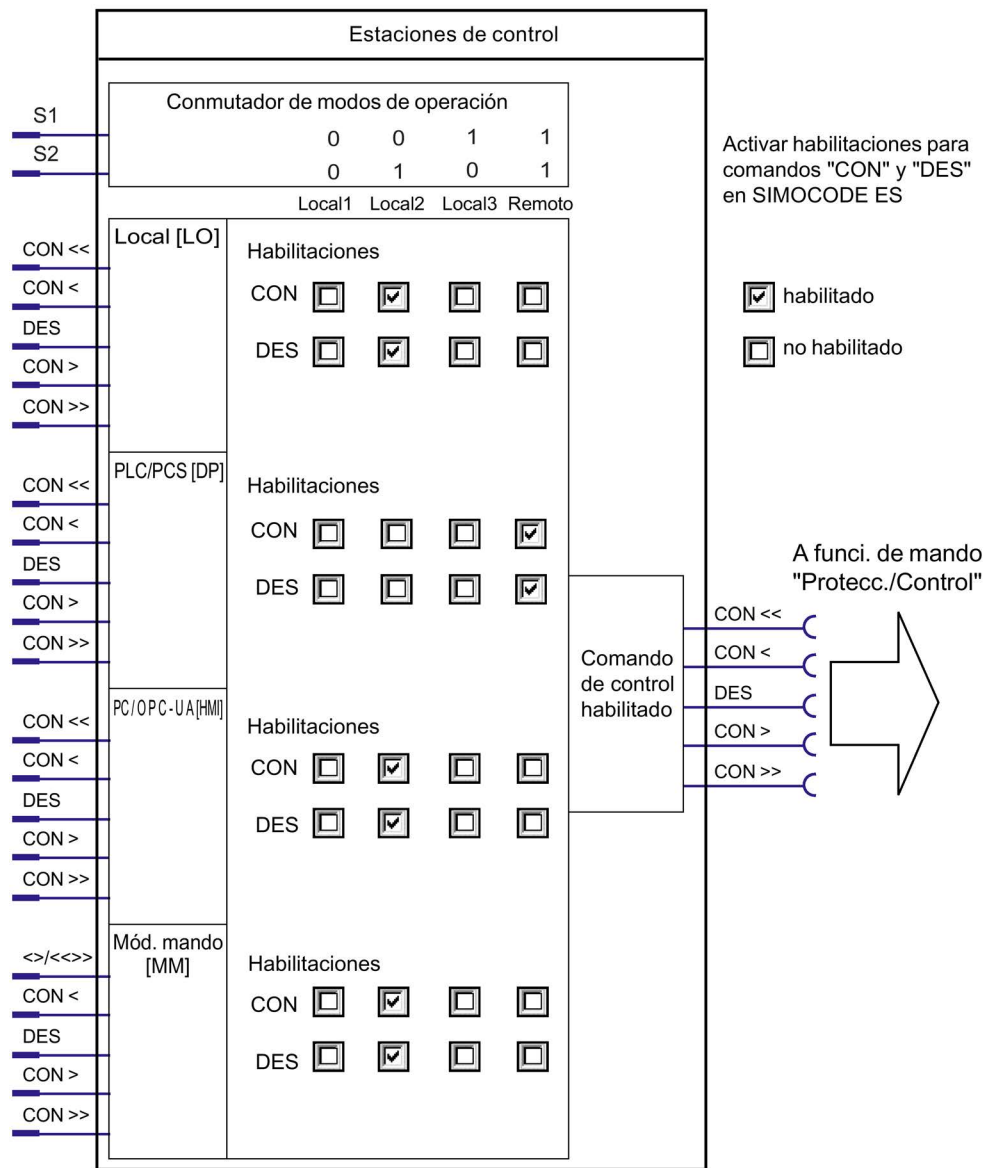 Estaciones de control
Conmutador de modos de operación
S1
0 0 1 1
S2
0 1 0 1
Local1 Local2 Local3 Remoto
Activar habilitaciones para
comandos "CON" y "DES"
en SIMOCODE ES
habilitado
no habilitado
Local [LO]
Habilitaciones
CON
DES
CON <<
CON <
DES
CON >
CON >>
PLC/PCS [DP]
Habilitaciones
CON
DES
CON <<
CON <
DES
CON >
CON >>
PC/OPC-UA[HMI]
Habilitaciones
CON
DES
CON <<
CON <
DES
CON >
CON >>
Mód. mando
[MM]
Habilitaciones
CON
DES
<>/<<>>
CON <
DES
CON >
CON >>
Comando
de control
habilitado
CON <<
CON <
DES
CON >
CON >>
A funci. de mando
"Protecc./Control"